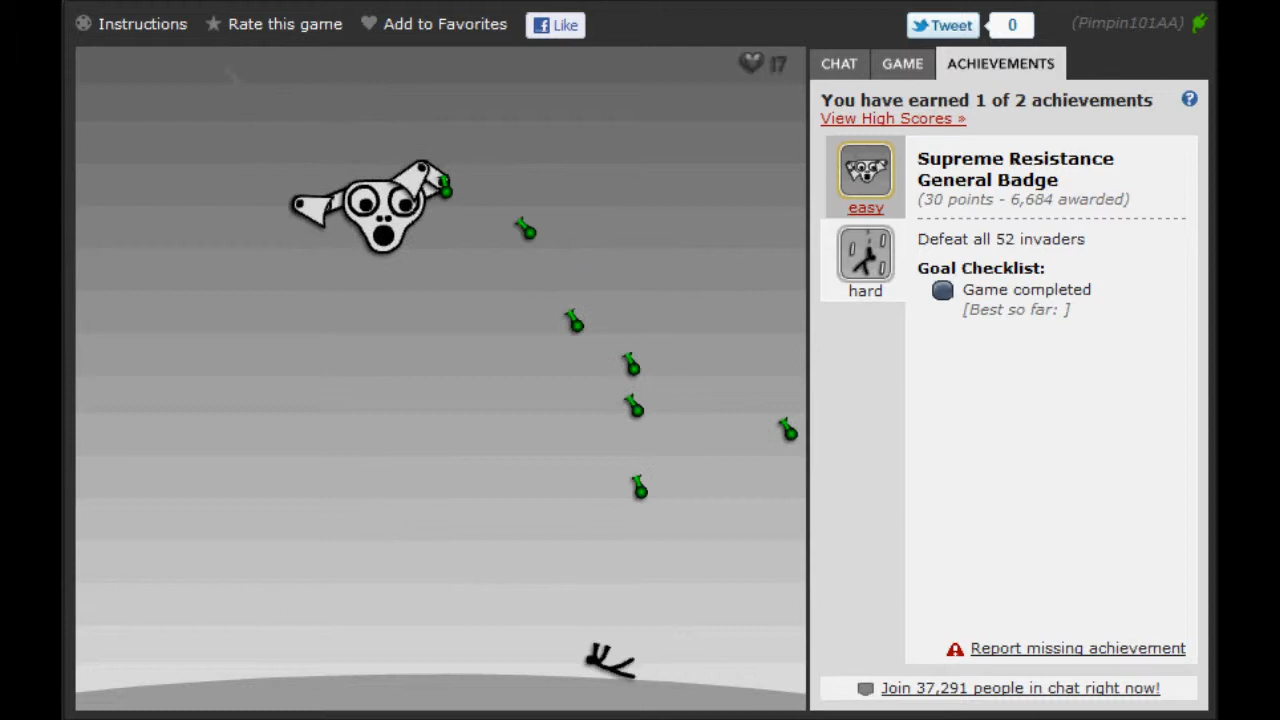 Instructions Rate this game Add to Favorites Like Tweet 0 (Pimpin101AA)
17
CHAT GAME ACHIEVEMENTS
You have earned 1 of 2 achievements
View High Scores »
easy
hard
Supreme Resistance
General Badge
(30 points - 6,684 awarded)
Defeat all 52 invaders
Goal Checklist:
Game completed
[Best so far: ]
Report missing achievement
Join 37,291 people in chat right now!